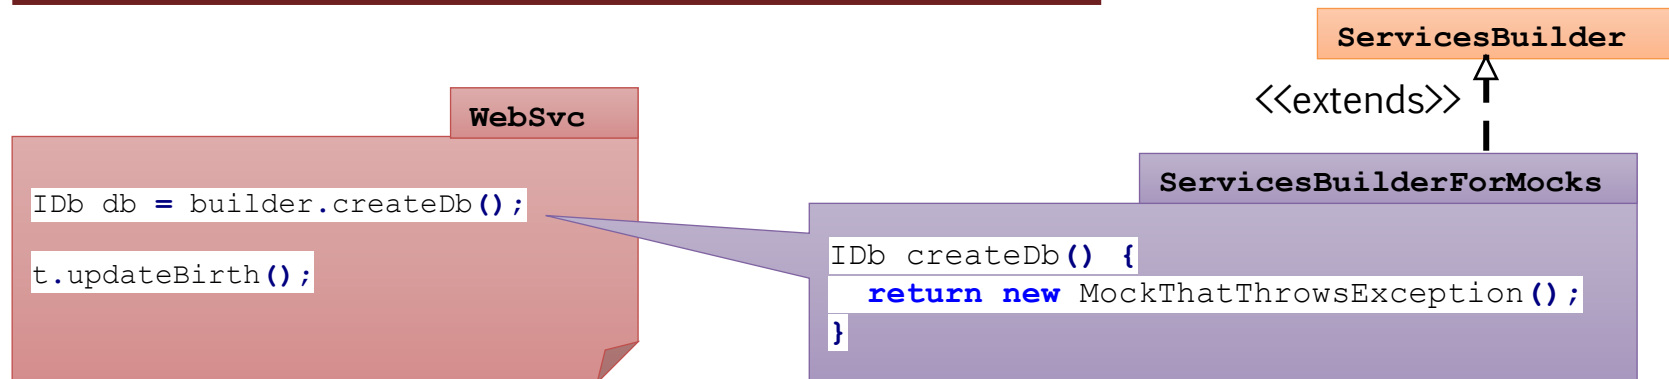 ServicesBuilder
<<extends>>
WebSvc
IDb db = builder.createDb();
t.updateBirth();
ServicesBuilderForMocks
IDb createDb() {
return new MockThatThrowsException();
}